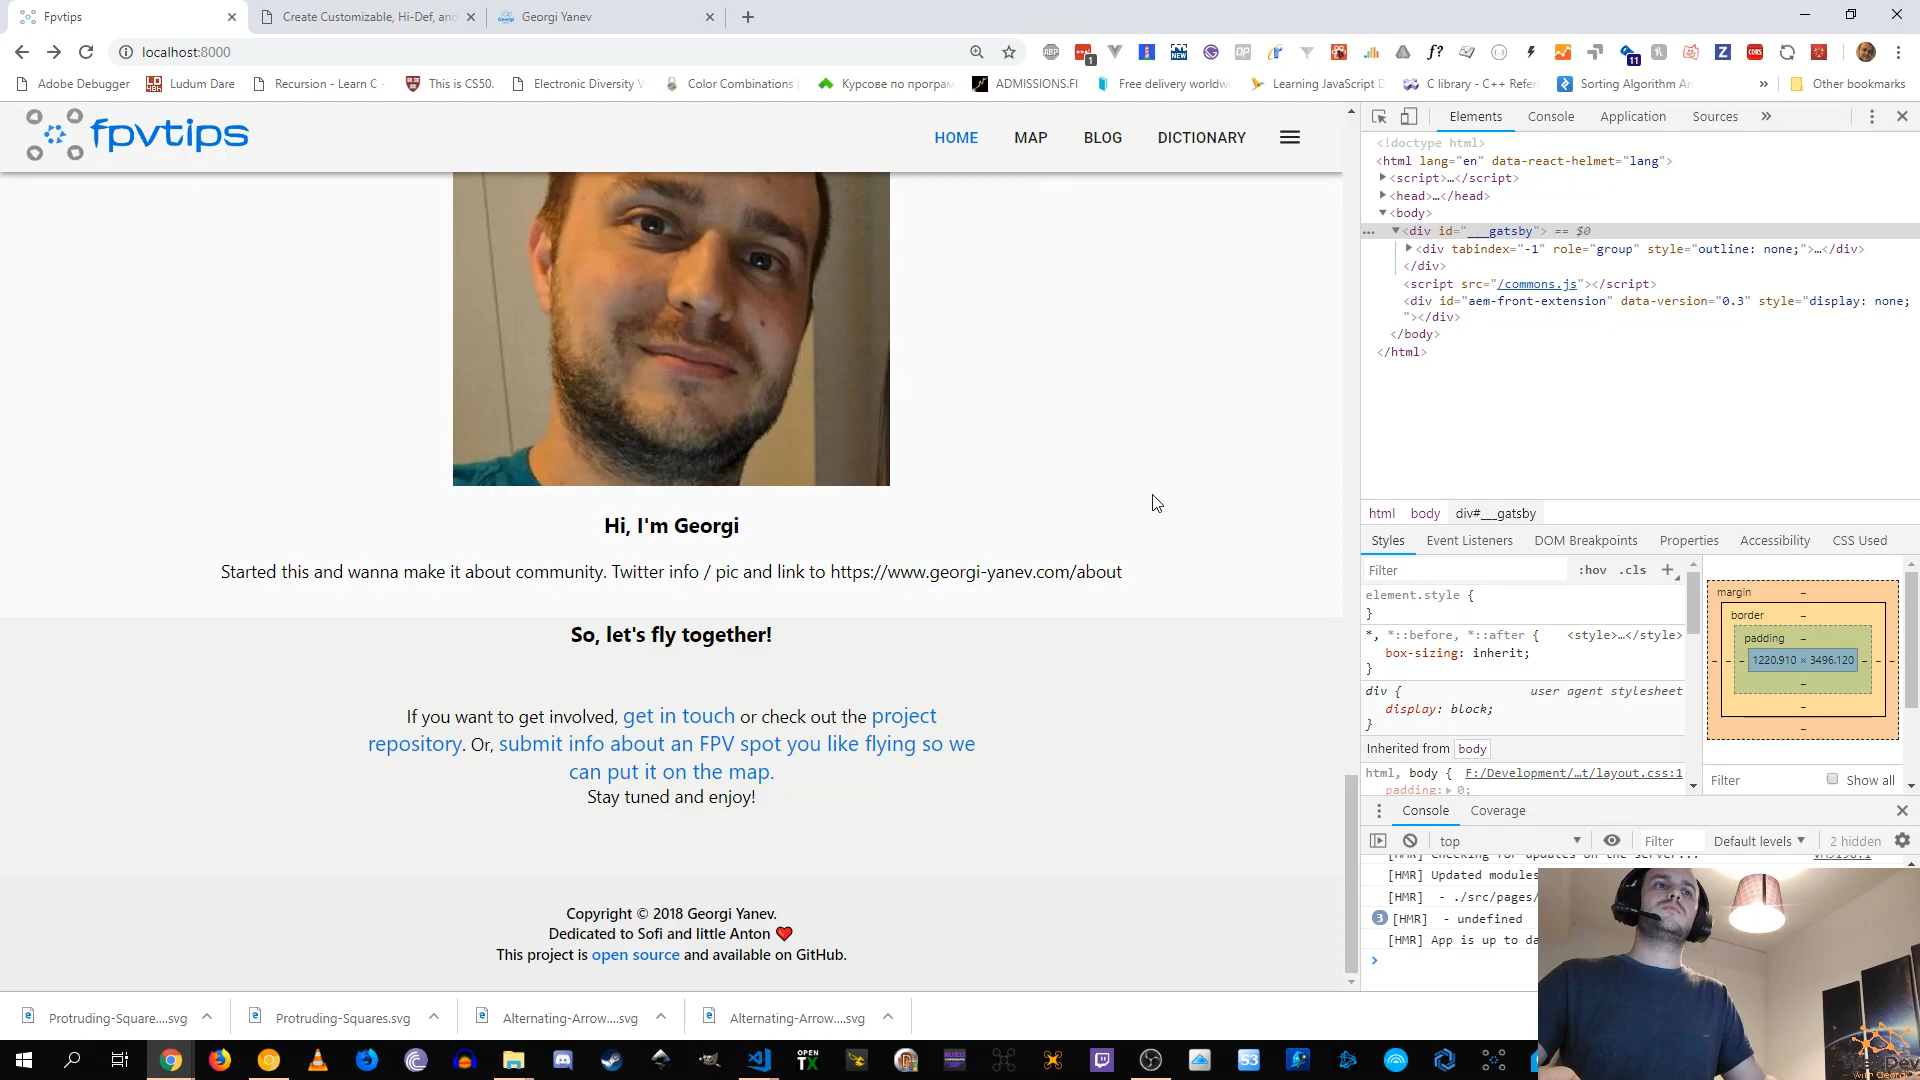 Fpvtips
Create Customizable, Hi-Def, and
Georgi Yanev
localhost:8000
Adobe Debugger
Ludum Dare
Recursion - Learn C -
This is CS50.
Electronic Diversity V
Color Combinations
Курсове по програм
ADMISSIONS.FI
Free delivery worldw
Learning JavaScript D
C library - C++ Refer
Sorting Algorithm An
»
Other bookmarks
fpvtips
HOME
MAP
BLOG
DICTIONARY
Hi, I'm Georgi
Started this and wanna make it about community. Twitter info / pic and link to https://www.georgi-yanev.com/about
So, let's fly together!
If you want to get involved, get in touch or check out the project
repository. Or, submit info about an FPV spot you like flying so we
can put it on the map.
Stay tuned and enjoy!
Copyright © 2018 Georgi Yanev.
Dedicated to Sofi and little Anton ❤
This project is open source and available on GitHub.
Elements
Console
Application
Sources
»
<!doctype html>
<html lang="en" data-react-helmet="lang">
<script>…</script>
<head>…</head>
<body>
<div id="___gatsby"> == $0
<div tabindex="-1" role="group" style="outline: none;">…</div>
</div>
<script src="/commons.js"></script>
<div id="aem-front-extension" data-version="0.3" style="display: none;
"></div>
</body>
</html>
html body div#___gatsby
Styles
Event Listeners
DOM Breakpoints
Properties
Accessibility
CSS Used
Filter
:hov .cls +
element.style {
}
*, *::before, *::after { <style>…</style>
box-sizing: inherit;
}
div { user agent stylesheet
display: block;
}
Inherited from body
html, body { F:/Development/…t/layout.css:1
padding: 0;
margin –
border –
padding –
1220.910 × 3496.120
Filter
Show all
Console
Coverage
top
Filter
Default levels
2 hidden
[HMR] Checking for updates on the server...
[HMR] Updated modules
[HMR] - ./src/pages/
3 [HMR] - undefined
[HMR] App is up to da
Protruding-Square....svg
Protruding-Squares.svg
Alternating-Arrow....svg
Alternating-Arrow....svg